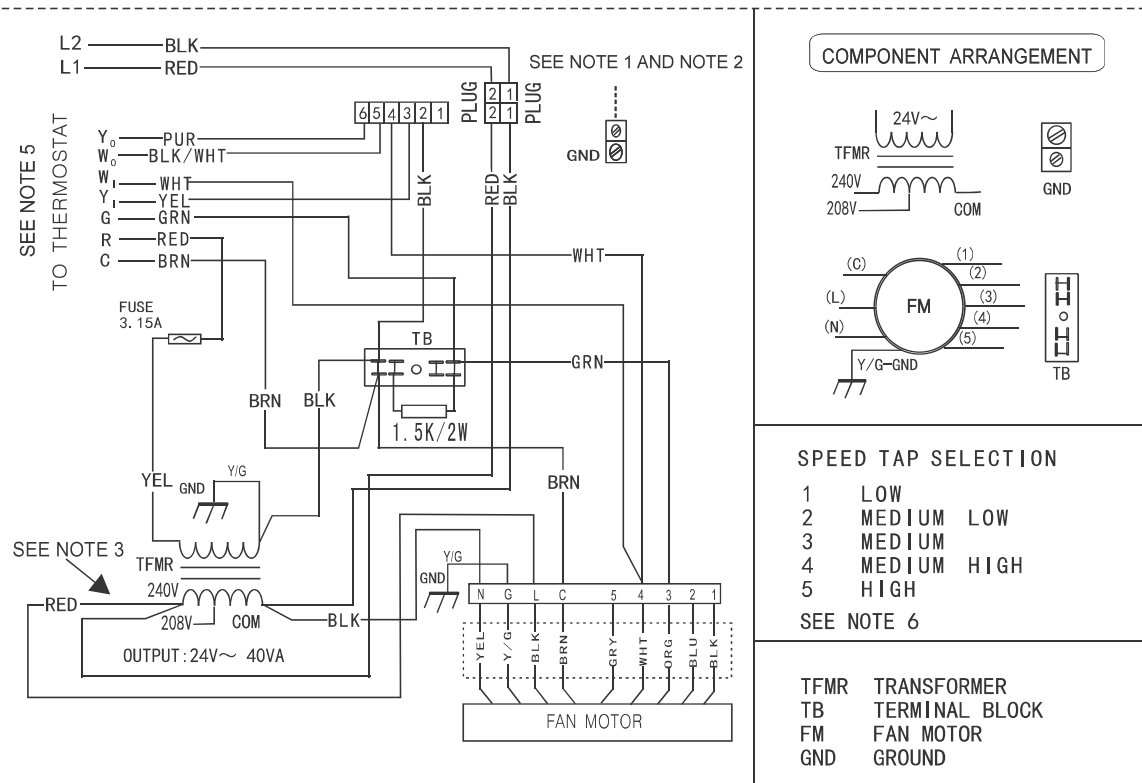 L2 BLK
L1 RED
SEE NOTE 1 AND NOTE 2
PLUG 2 1
2 1 PLUG
6 5 4 3 2 1
GND
SEE NOTE 5
TO THERMOSTAT
Y₀ PUR
W₀ BLK/WHT
W₁ WHT
Y₁ YEL
G GRN
R RED
C BRN
BLK
RED
BLK
WHT
FUSE
3.15A
TB
GRN
BRN
BLK
1.5K/2W
YEL
GND
Y/G
BRN
SEE NOTE 3
TFMR
240V
RED
208V
COM
BLK
OUTPUT:24V~ 40VA
Y/G
GND
N G L C 5 4 3 2 1
YEL Y/G BLK BRN GRY WHT ORG BLU BLK
FAN MOTOR
COMPONENT ARRANGEMENT
24V~
TFMR
240V
208V
COM
GND
(C)
(L)
(N)
FM
(1)
(2)
(3)
(4)
(5)
Y/G-GND
TB
SPEED TAP SELECTION
1 LOW
2 MEDIUM LOW
3 MEDIUM
4 MEDIUM HIGH
5 HIGH
SEE NOTE 6
TFMR TRANSFORMER
TB TERMINAL BLOCK
FM FAN MOTOR
GND GROUND